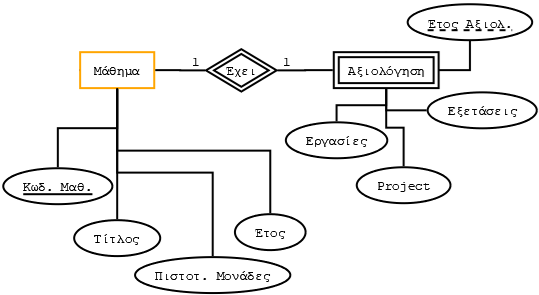 Έτος Αξιολ.
Μάθημα
1
Έχει
1
Αξιολόγηση
Εξετάσεις
Εργασίες
Κωδ. Μαθ.
Project
Τίτλος
Έτος
Πιστοτ. Μονάδες